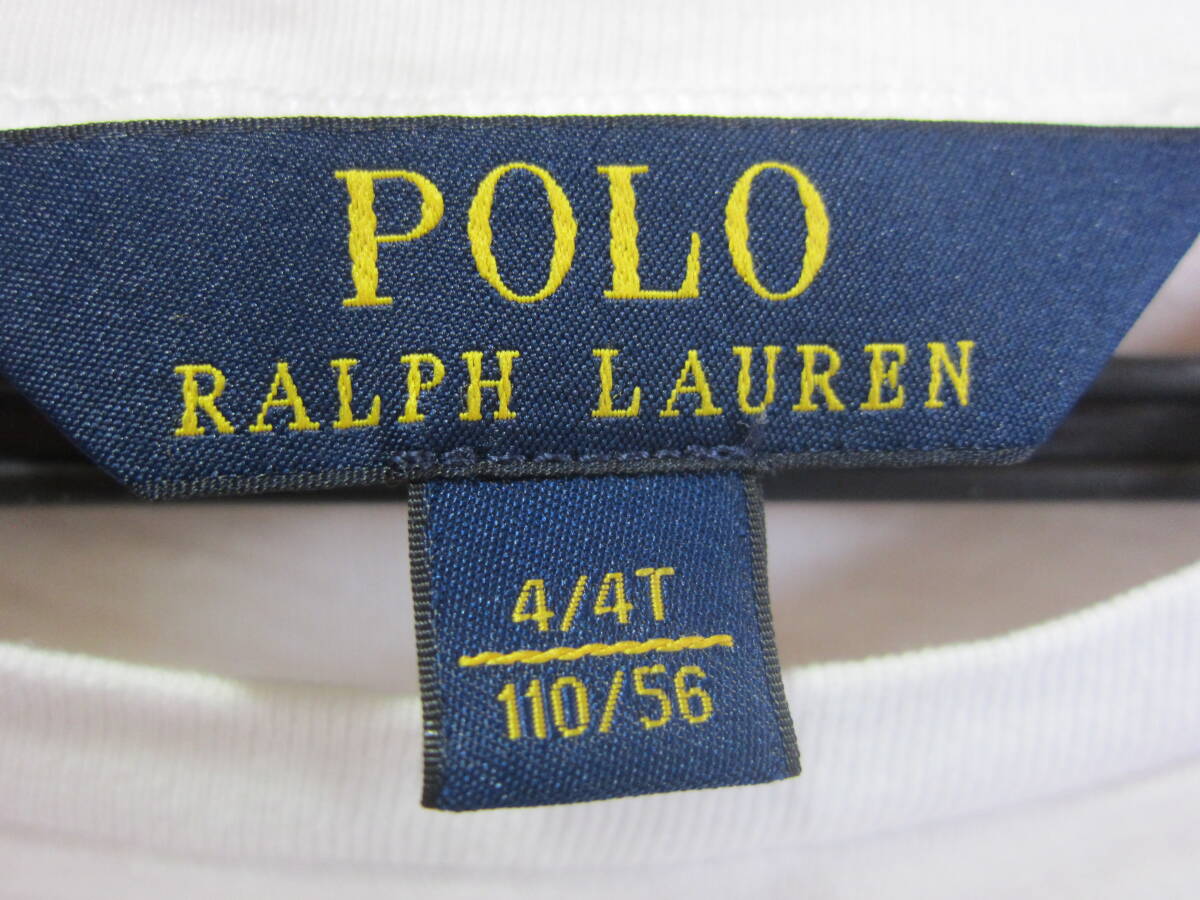 POLO
RALPH LAUREN
4/4T
110/56